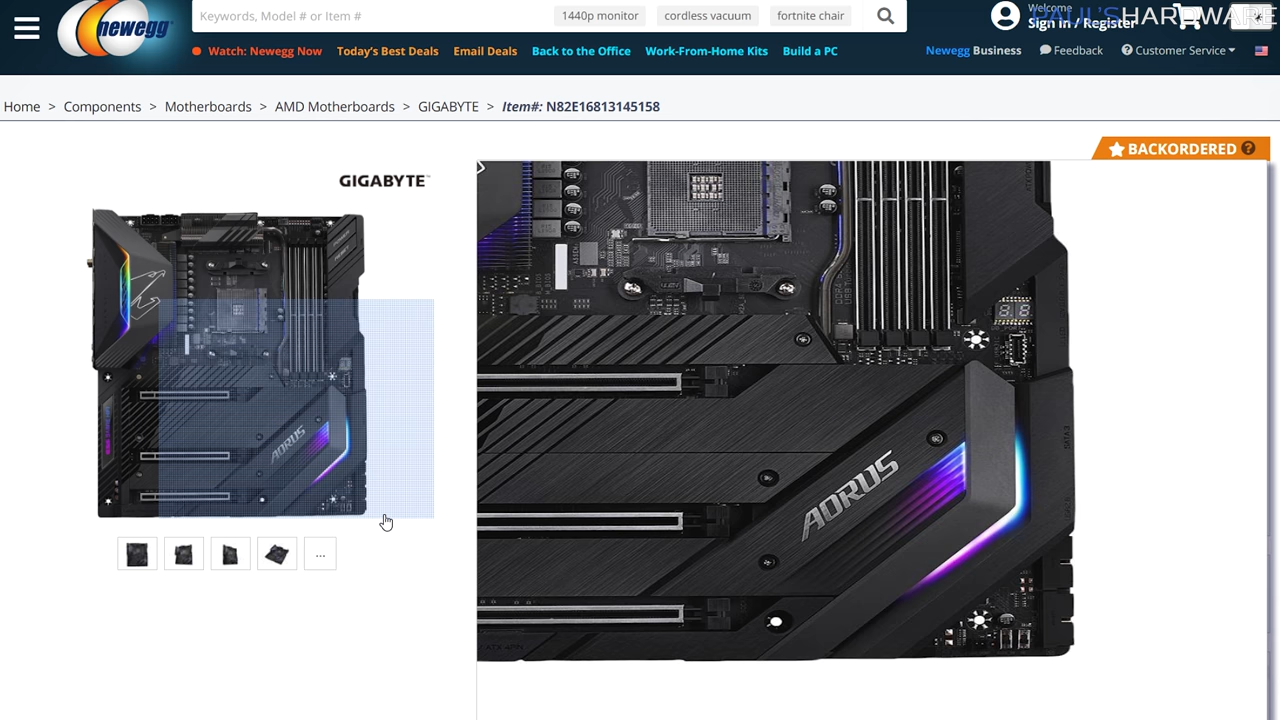 newegg
Keywords, Model # or Item #
1440p monitor
cordless vacuum
fortnite chair
Welcome
Sign in / Register
PAUL'S HARDWARE
Watch: Newegg Now
Today's Best Deals
Email Deals
Back to the Office
Work-From-Home Kits
Build a PC
Newegg Business
Feedback
Customer Service
Home > Components > Motherboards > AMD Motherboards > GIGABYTE > Item#: N82E16813145158
BACKORDERED
GIGABYTE
AORUS
AORUS
...